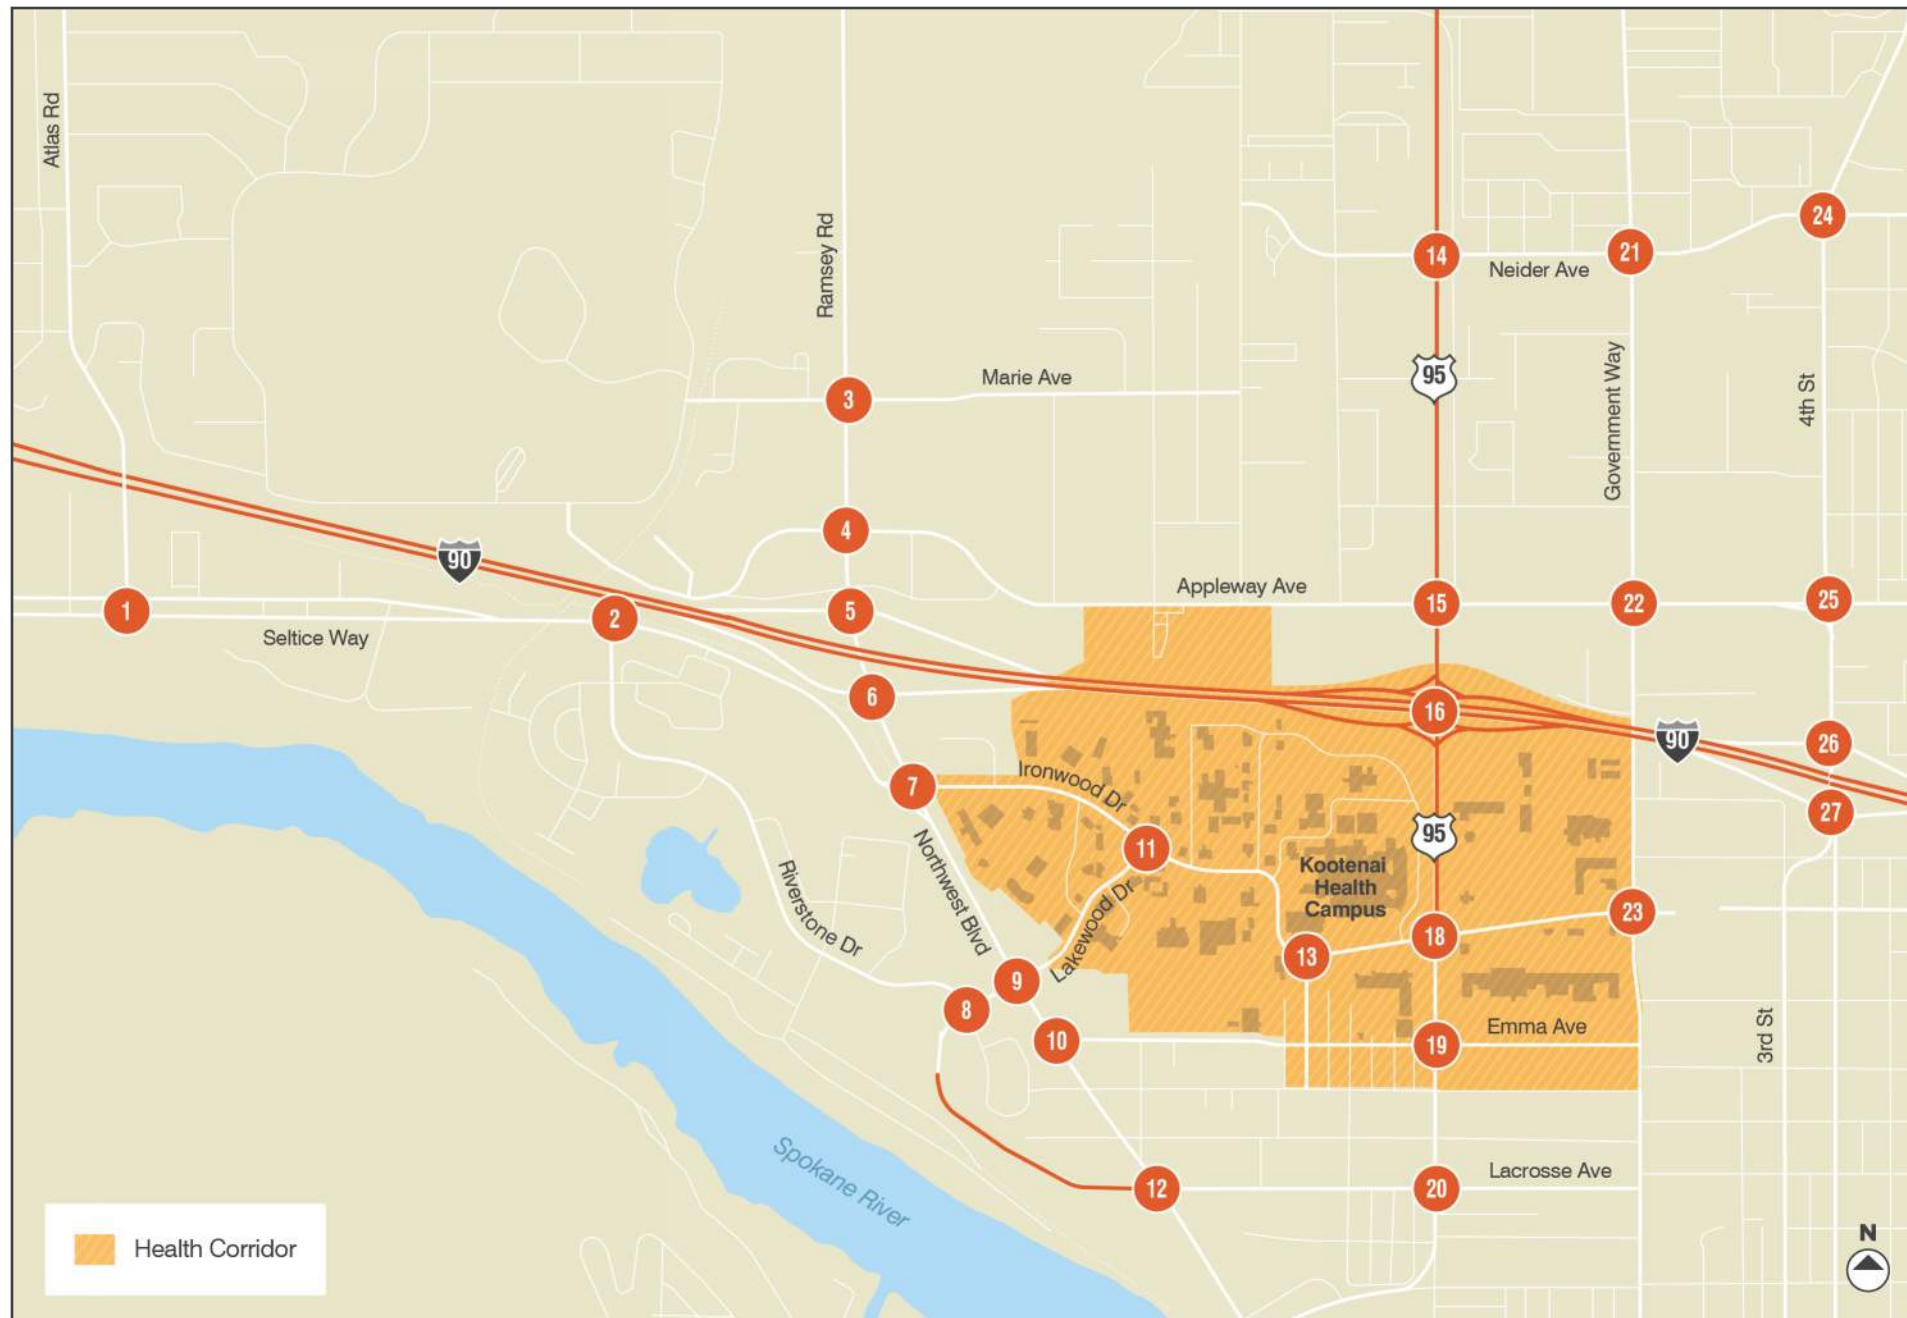 Atlas Rd
Ramsey Rd
24
14
21
Neider Ave
95
Marie Ave
3
Government Way
4th St
4
90
Appleway Ave
1
2
5
15
22
25
Seltice Way
6
16
90
26
7
Ironwood Dr
27
95
11
Northwest Blvd
Kootenai
Health
Campus
Riverstone Dr
Lakewood Dr
23
18
13
9
8
10
19
Emma Ave
3rd St
Spokane River
12
20
Lacrosse Ave
N
Health Corridor